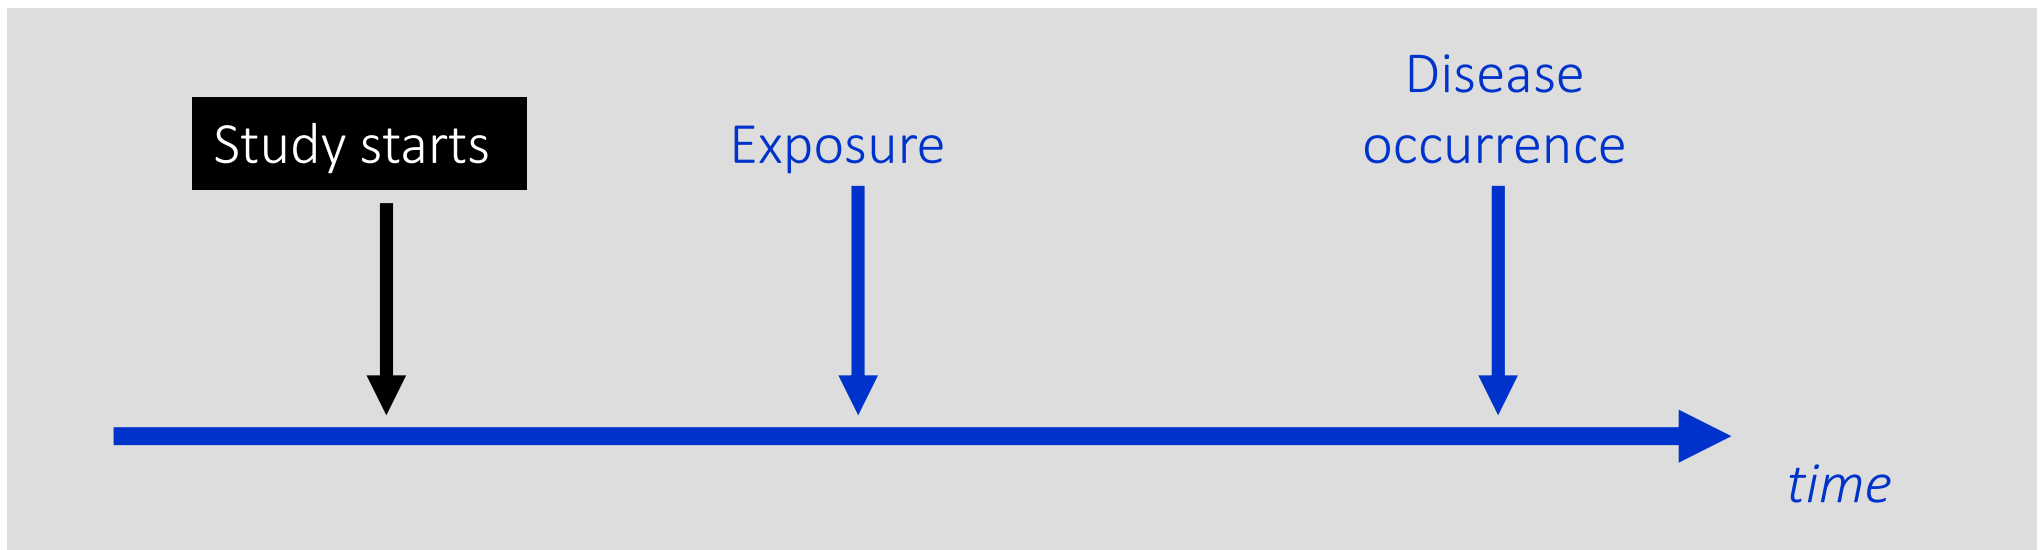 Study starts
Exposure
Disease
occurrence
time